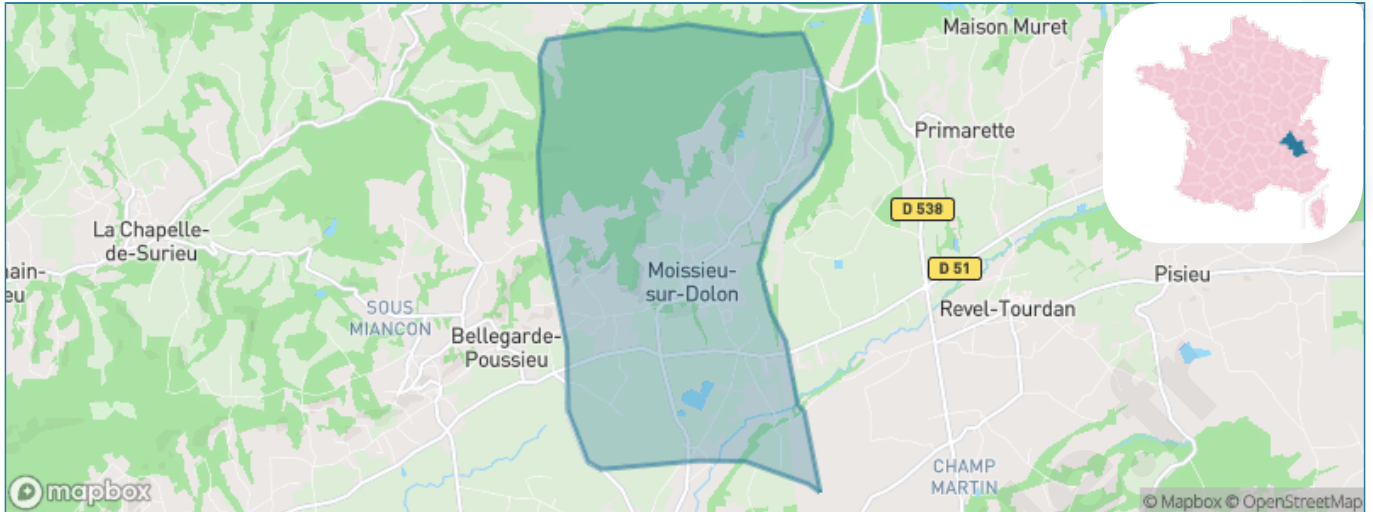 Maison Muret
Primarette
D 538
La Chapelle-
de-Surieu
D 51
Moissieu-
sur-Dolon
Pisieu
SOUS
MIANCON
Revel-Tourdan
Bellegarde-
Poussieu
CHAMP
MARTIN
mapbox
© Mapbox © OpenStreetMap